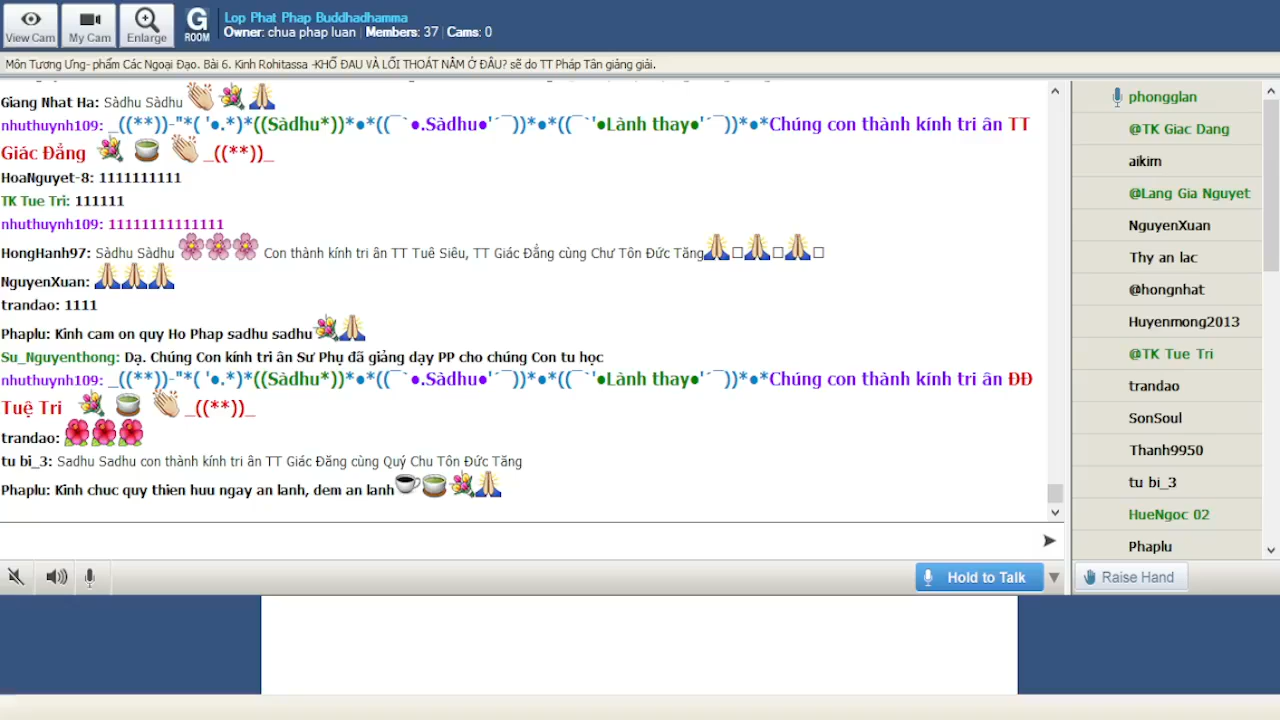 View Cam
My Cam
Enlarge
G
ROOM
Lop Phat Phap Buddhadhamma
Owner: chua phap luan | Members: 37 | Cams: 0
Môn Tương Ưng- phẩm Các Ngoại Đạo. Bài 6. Kinh Rohitassa -KHỔ ĐAU VÀ LỐI THOÁT NẰM Ở ĐÂU? sẽ do TT Pháp Tân giảng giải.
Giang Nhat Ha: Sàdhu Sàdhu
nhuthuynh109: _((**))-"*( '●.*)*((Sàdhu*))*●*((¯`●.Sàdhu●'´¯))*●*((¯`'●Lành thay●'´¯))*●*Chúng con thành kính tri ân TT
Giác Đẳng _((**))_
HoaNguyet-8: 1111111111
TK Tue Tri: 111111
nhuthuynh109: 11111111111111
HongHanh97: Sàdhu Sàdhu Con thành kính tri ân TT Tuê Siêu, TT Giác Đẳng cùng Chư Tôn Đức Tăng
NguyenXuan:
trandao: 1111
Phaplu: Kinh cam on quy Ho Phap sadhu sadhu
Su_Nguyenthong: Dạ. Chúng Con kính tri ân Sư Phụ đã giảng dạy PP cho chúng Con tu học
nhuthuynh109: _((**))-"*( '●.*)*((Sàdhu*))*●*((¯`●.Sàdhu●'´¯))*●*((¯`'●Lành thay●'´¯))*●*Chúng con thành kính tri ân ĐĐ
Tuệ Tri _((**))_
trandao:
tu bi_3: Sadhu Sadhu con thành kính tri ân TT Giác Đăng cùng Quý Chu Tôn Đức Tăng
Phaplu: Kinh chuc quy thien huu ngay an lanh, dem an lanh
Hold to Talk
phongglan
@TK Giac Dang
aikim
@Lang Gia Nguyet
NguyenXuan
Thy an lac
@hongnhat
Huyenmong2013
@TK Tue Tri
trandao
SonSoul
Thanh9950
tu bi_3
HueNgoc 02
Phaplu
Raise Hand